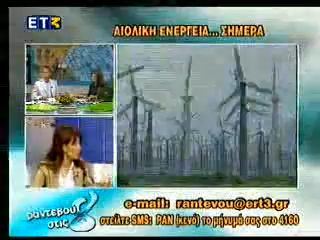 ET3
ΑΙΟΛΙΚΗ ΕΝΕΡΓΕΙΑ... ΣΗΜΕΡΑ
ραντεβού
στις 8
e-mail: rantevou@ert3.gr
στείλτε SMS: ΡΑΝ (κενό) το μήνυμά σας στο 4160